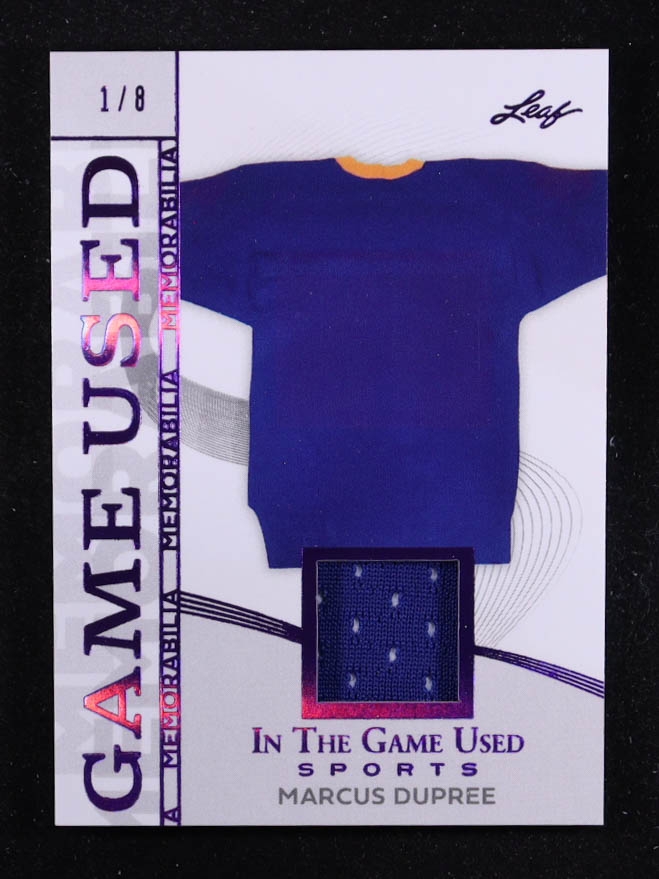 1/8
Leaf
GAME USED
A MEMORABILIA MEMORABILIA MEMORABILIA
IN THE GAME USED
SPORTS
MARCUS DUPREE